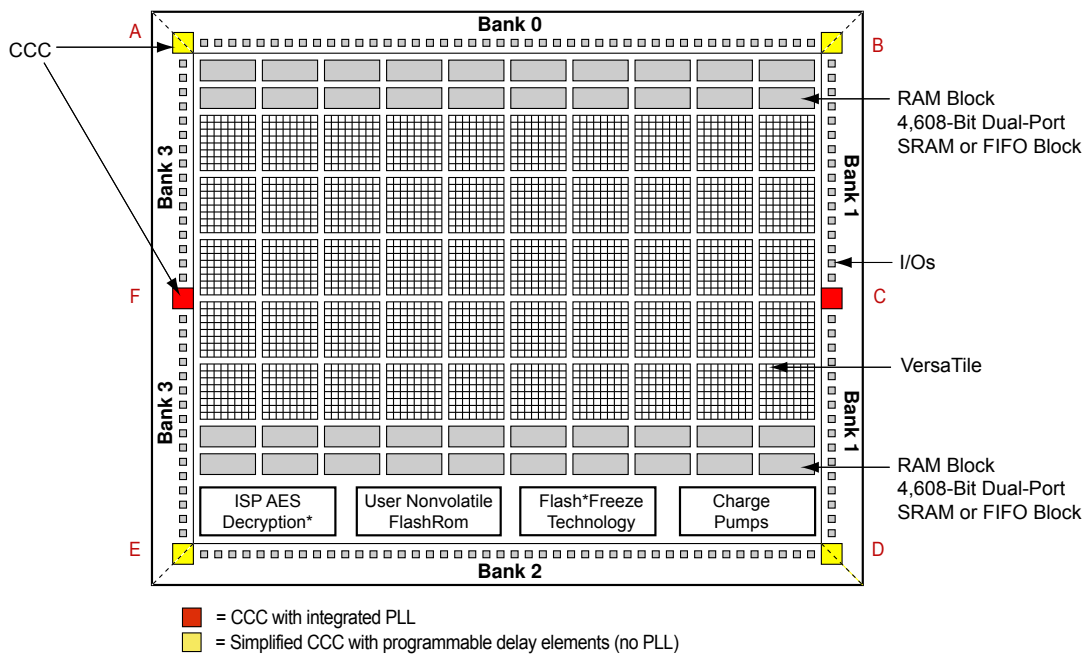 Bank 0
A
B
CCC
RAM Block
4,608-Bit Dual-Port
SRAM or FIFO Block
Bank 3
Bank 1
I/Os
F
C
VersaTile
Bank 3
Bank 1
RAM Block
4,608-Bit Dual-Port
SRAM or FIFO Block
ISP AES
Decryption*
User Nonvolatile
FlashRom
Flash*Freeze
Technology
Charge
Pumps
E
D
Bank 2
= CCC with integrated PLL
= Simplified CCC with programmable delay elements (no PLL)